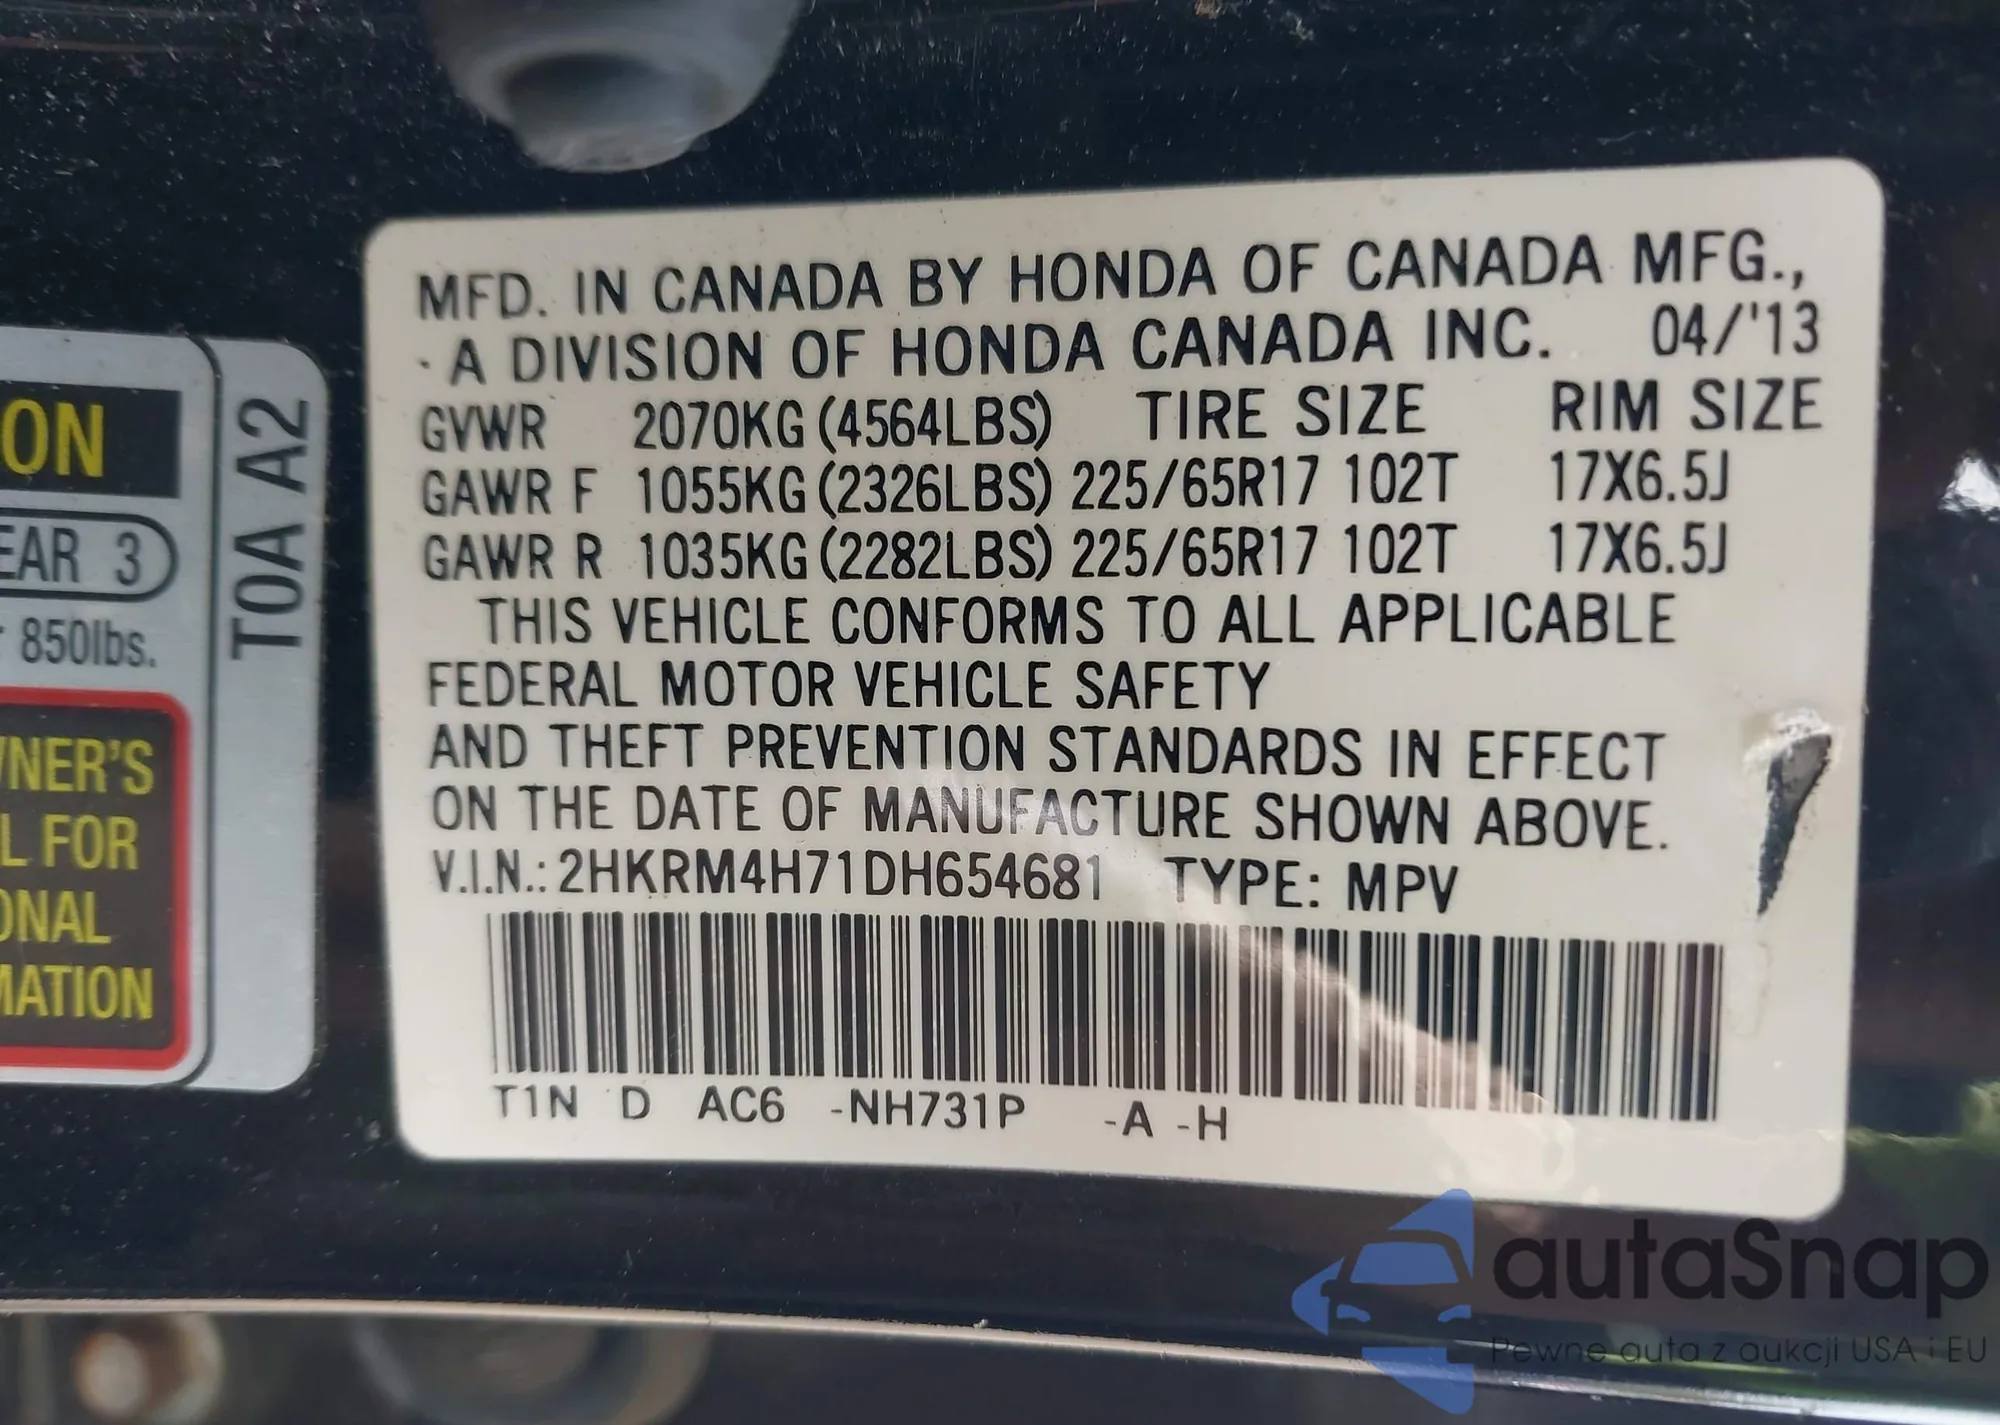 MFD. IN CANADA BY HONDA OF CANADA MFG.,
- A DIVISION OF HONDA CANADA INC. 04/'13
GVWR 2070KG (4564LBS) TIRE SIZE RIM SIZE
GAWR F 1055KG (2326LBS) 225/65R17 102T 17X6.5J
GAWR R 1035KG (2282LBS) 225/65R17 102T 17X6.5J
THIS VEHICLE CONFORMS TO ALL APPLICABLE
FEDERAL MOTOR VEHICLE SAFETY
AND THEFT PREVENTION STANDARDS IN EFFECT
ON THE DATE OF MANUFACTURE SHOWN ABOVE.
V.I.N.: 2HKRM4H71DH654681 TYPE: MPV
T1N D AC6 -NH731P -A -H
ON
EAR 3
850lbs.
WNER'S
L FOR
ONAL
MATION
T0A A2
autaSnap
Pewne auta z aukcji USA i EU